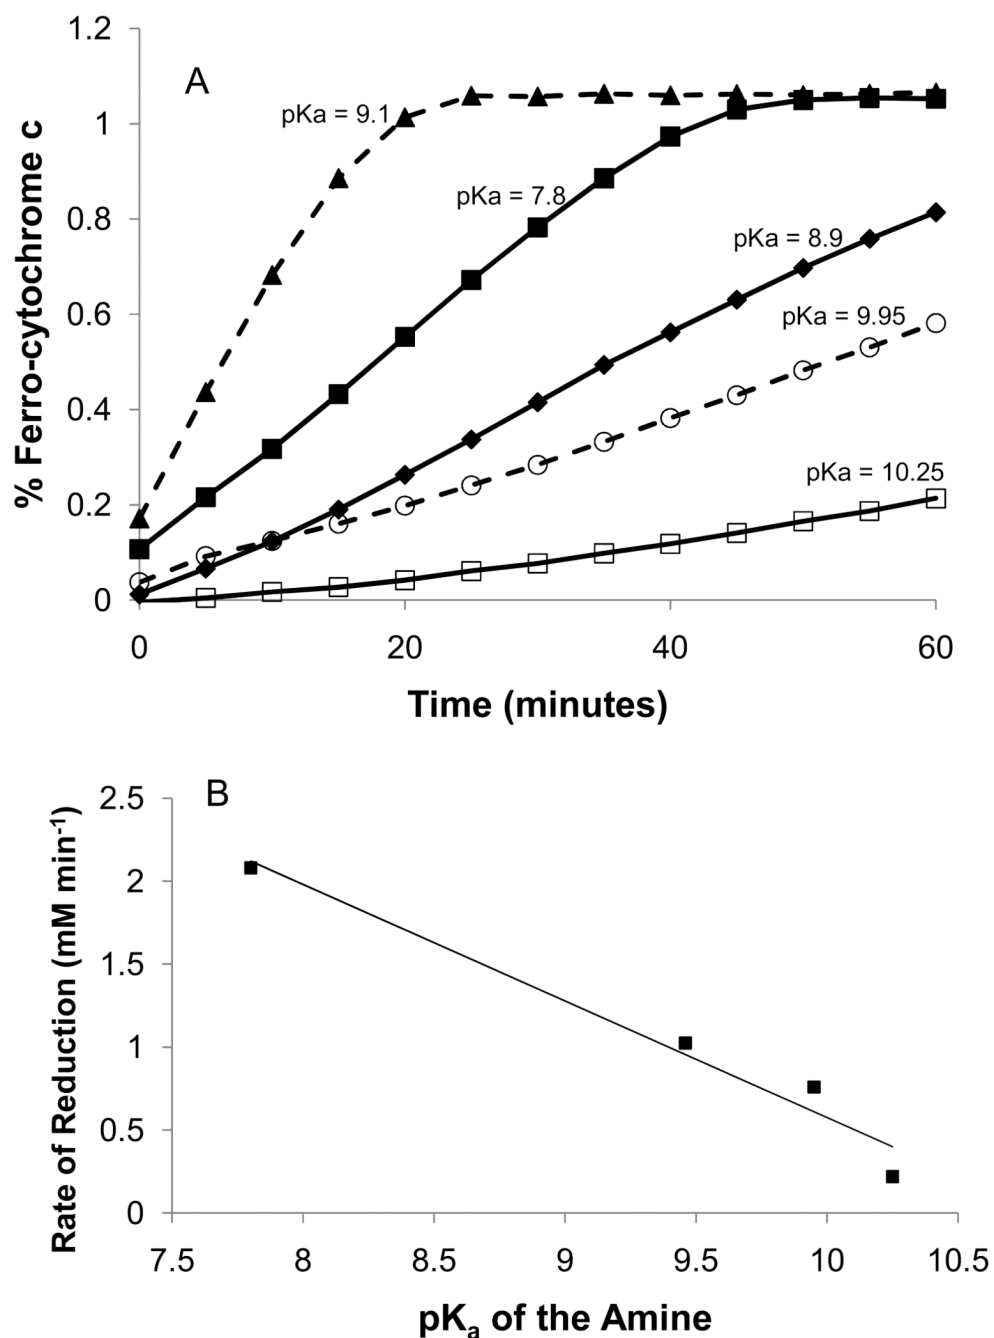 A
1.2
1
0.8
0.6
0.4
0.2
0
% Ferro-cytochrome c
pKa = 9.1
pKa = 7.8
pKa = 8.9
pKa = 9.95
pKa = 10.25
0 20 40 60
Time (minutes)
B
2.5
2
1.5
1
0.5
0
Rate of Reduction (mM min⁻¹)
7.5 8 8.5 9 9.5 10 10.5
pKₐ of the Amine